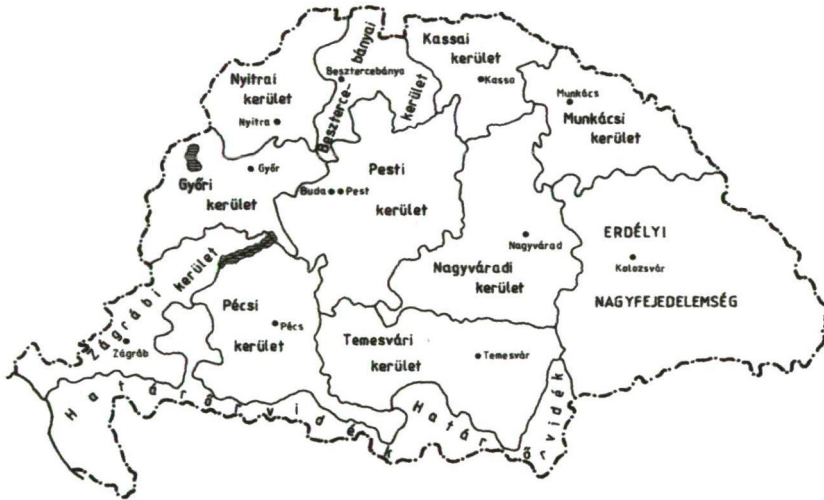 Nyitrai
kerület
Nyitra
Besztercebányai
kerület
Besztercebánya
Kassai
kerület
Kassa
Munkács
Munkácsi
kerület
Győr
Győri
kerület
Pesti
kerület
Buda Pest
Nagyvárad
Nagyváradi
kerület
ERDÉLYI
Kolozsvár
NAGYFEJEDELEMSÉG
Zágrábi kerület
Zágráb
Pécsi
kerület
Pécs
Temesvári
kerület
Temesvár
Határőrvidék
Határőrvidék